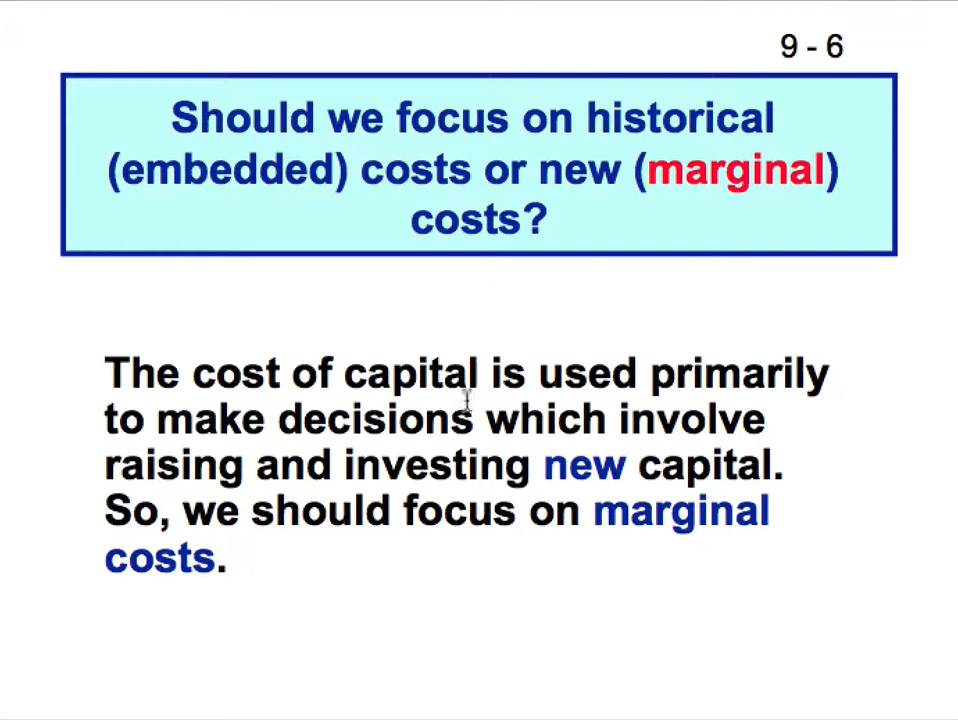 9 - 6
Should we focus on historical
(embedded) costs or new (marginal)
costs?
The cost of capital is used primarily
to make decisions which involve
raising and investing new capital.
So, we should focus on marginal
costs.